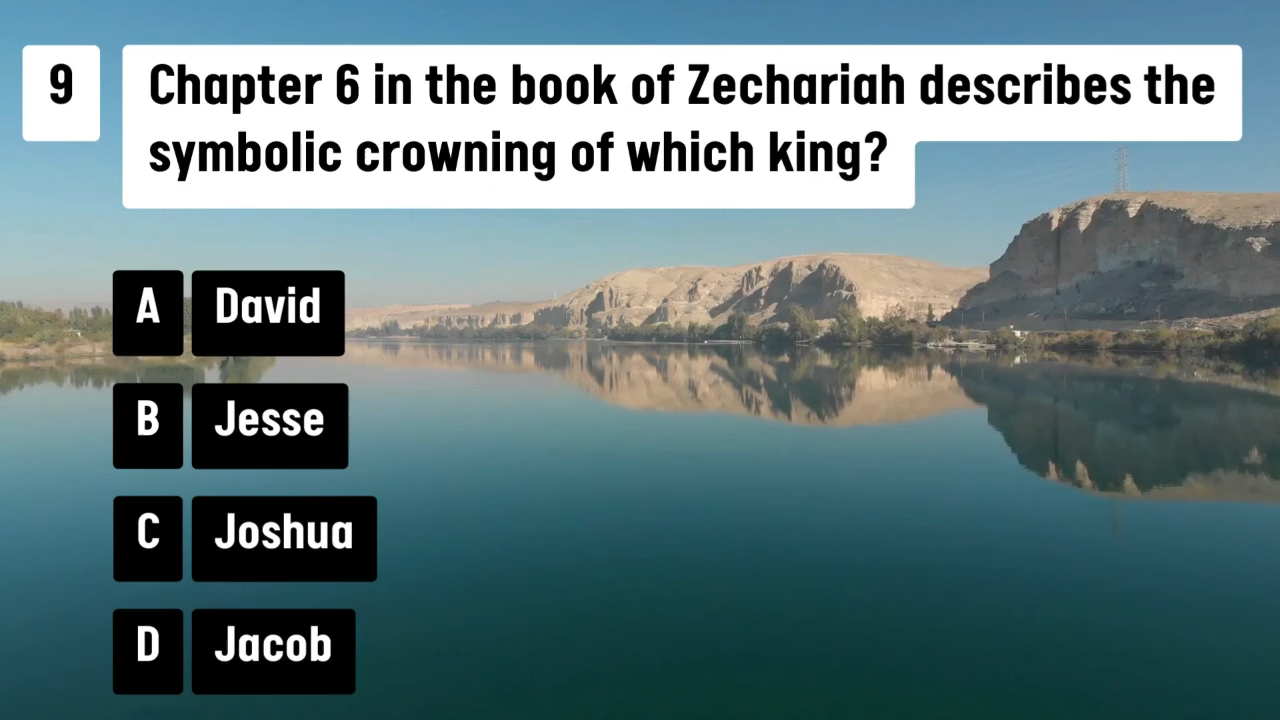 9
Chapter 6 in the book of Zechariah describes the
symbolic crowning of which king?
A David
B Jesse
C Joshua
D Jacob